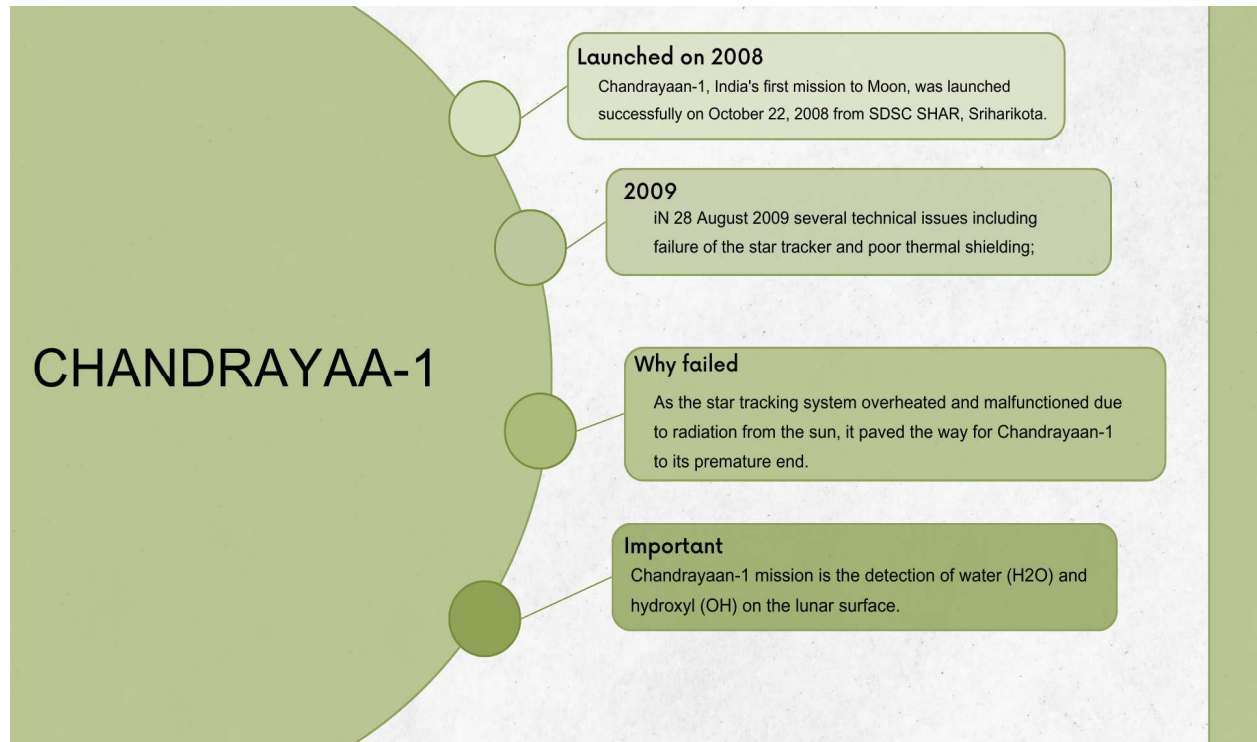 CHANDRAYAA-1
Launched on 2008
Chandrayaan-1, India's first mission to Moon, was launched
successfully on October 22, 2008 from SDSC SHAR, Sriharikota.
2009
iN 28 August 2009 several technical issues including
failure of the star tracker and poor thermal shielding;
Why failed
As the star tracking system overheated and malfunctioned due
to radiation from the sun, it paved the way for Chandrayaan-1
to its premature end.
Important
Chandrayaan-1 mission is the detection of water (H2O) and
hydroxyl (OH) on the lunar surface.